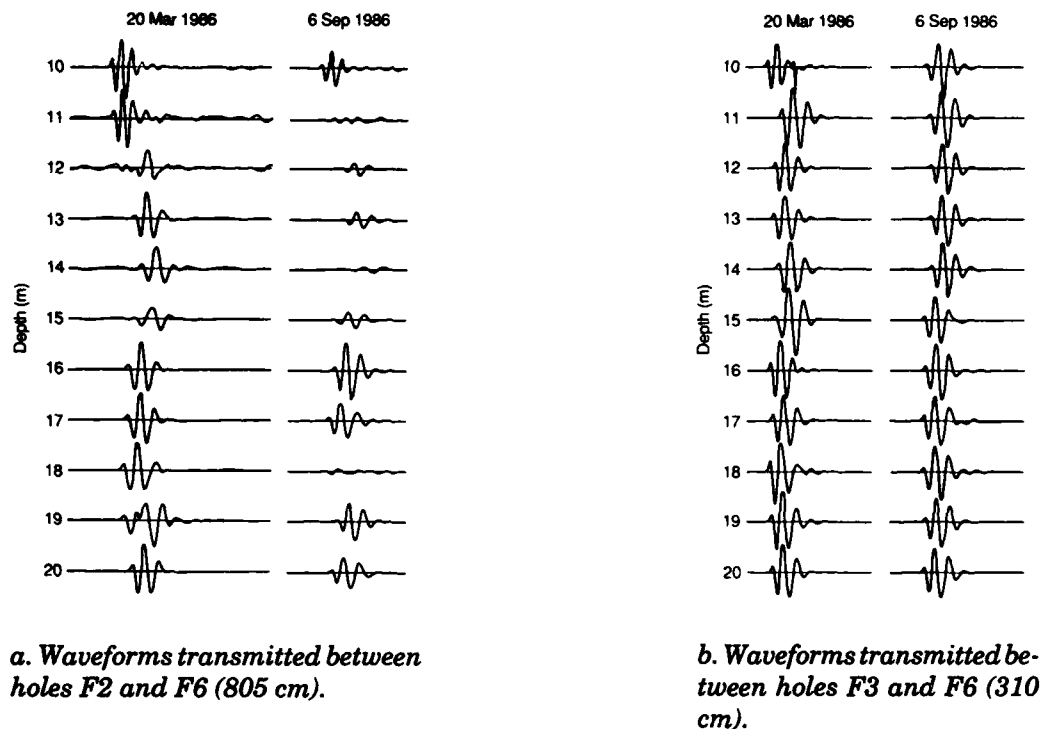 20 Mar 1986 6 Sep 1986
10
11
12
13
14
15
16
17
18
19
20
Depth (m)
a. Waveforms transmitted between
holes F2 and F6 (805 cm).
20 Mar 1986 6 Sep 1986
10
11
12
13
14
15
16
17
18
19
20
Depth (m)
b. Waveforms transmitted be-
tween holes F3 and F6 (310
cm).